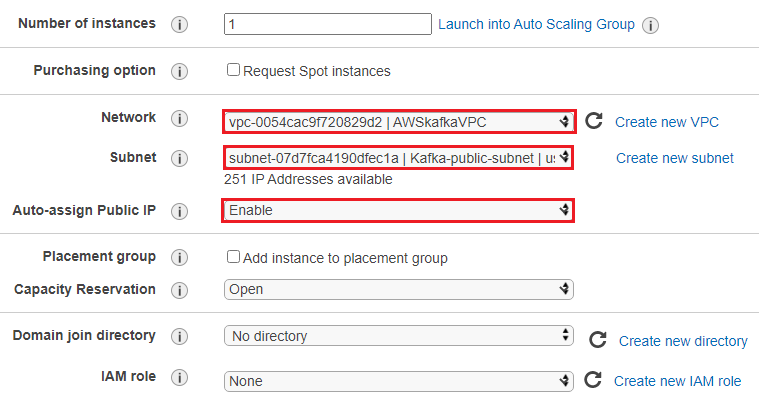 Number of instances i 1 Launch into Auto Scaling Group i
Purchasing option i Request Spot instances
Network i vpc-0054cac9f720829d2 | AWSkafkaVPC Create new VPC
Subnet i subnet-07d7fca4190dfec1a | Kafka-public-subnet | us Create new subnet
251 IP Addresses available
Auto-assign Public IP i Enable
Placement group i Add instance to placement group
Capacity Reservation i Open
Domain join directory i No directory Create new directory
IAM role i None Create new IAM role